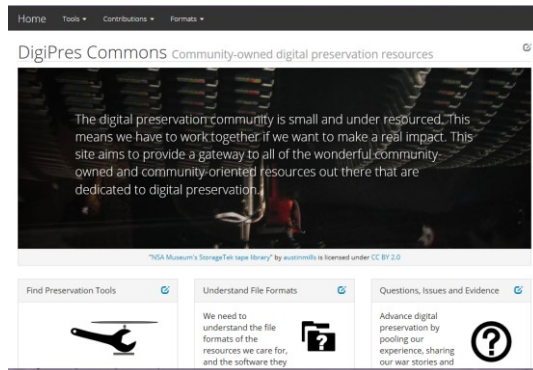 Home Tools Contributions Formats
DigiPres Commons Community-owned digital preservation resources
The digital preservation community is small and under resourced. This
means we have to work together if we want to make a real impact. This
site aims to provide a gateway to all of the wonderful community-
owned and community-oriented resources out there that are
dedicated to digital preservation.
"NSA Museum's StorageTek tape library" by austinmills is licensed under CC BY 2.0
Find Preservation Tools
Understand File Formats
We need to
understand the file
formats of the
resources we care for,
and the software they
Questions, Issues and Evidence
Advance digital
preservation by
pooling our
experience, sharing
our war stories and